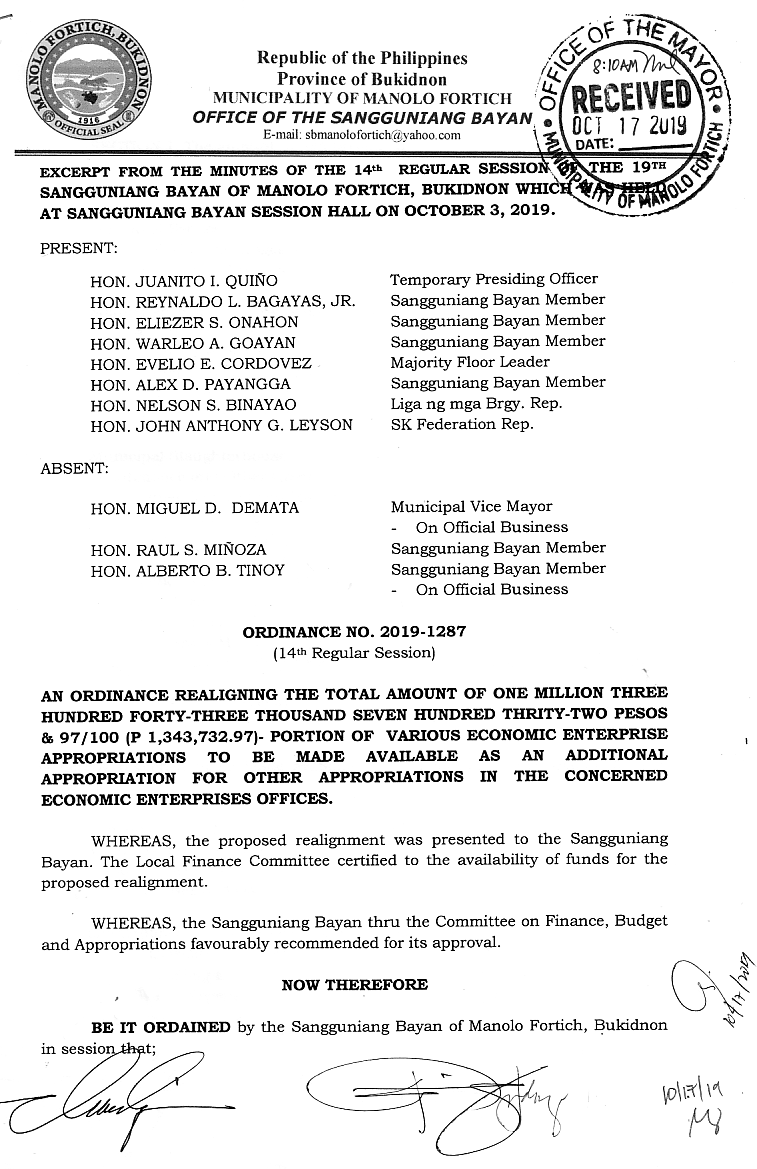 Republic of the Philippines
Province of Bukidnon
MUNICIPALITY OF MANOLO FORTICH
OFFICE OF THE SANGGUNIANG BAYAN
E-mail: sbmanolofortich@yahoo.com
MANOLO FORTICH, BUKIDNON
1916
OFFICIAL SEAL
OFFICE OF THE MAYOR
8:10AM
RECEIVED
OCT 17 2019
DATE:
MUNICIPALITY OF MANOLO FORTICH
EXCERPT FROM THE MINUTES OF THE 14th REGULAR SESSION THE 19TH
SANGGUNIANG BAYAN OF MANOLO FORTICH, BUKIDNON WHICH WAS HELD
AT SANGGUNIANG BAYAN SESSION HALL ON OCTOBER 3, 2019.
PRESENT:
HON. JUANITO I. QUIÑO Temporary Presiding Officer
HON. REYNALDO L. BAGAYAS, JR. Sangguniang Bayan Member
HON. ELIEZER S. ONAHON Sangguniang Bayan Member
HON. WARLEO A. GOAYAN Sangguniang Bayan Member
HON. EVELIO E. CORDOVEZ Majority Floor Leader
HON. ALEX D. PAYANGGA Sangguniang Bayan Member
HON. NELSON S. BINAYAO Liga ng mga Brgy. Rep.
HON. JOHN ANTHONY G. LEYSON SK Federation Rep.
ABSENT:
HON. MIGUEL D. DEMATA Municipal Vice Mayor
- On Official Business
HON. RAUL S. MIÑOZA Sangguniang Bayan Member
HON. ALBERTO B. TINOY Sangguniang Bayan Member
- On Official Business
ORDINANCE NO. 2019-1287
(14th Regular Session)
AN ORDINANCE REALIGNING THE TOTAL AMOUNT OF ONE MILLION THREE
HUNDRED FORTY-THREE THOUSAND SEVEN HUNDRED THRITY-TWO PESOS
& 97/100 (P 1,343,732.97)- PORTION OF VARIOUS ECONOMIC ENTERPRISE
APPROPRIATIONS TO BE MADE AVAILABLE AS AN ADDITIONAL
APPROPRIATION FOR OTHER APPROPRIATIONS IN THE CONCERNED
ECONOMIC ENTERPRISES OFFICES.
WHEREAS, the proposed realignment was presented to the Sangguniang
Bayan. The Local Finance Committee certified to the availability of funds for the
proposed realignment.
WHEREAS, the Sangguniang Bayan thru the Committee on Finance, Budget
and Appropriations favourably recommended for its approval.
NOW THEREFORE
BE IT ORDAINED by the Sangguniang Bayan of Manolo Fortich, Bukidnon
in session that;
10/17/2019
10/17/19